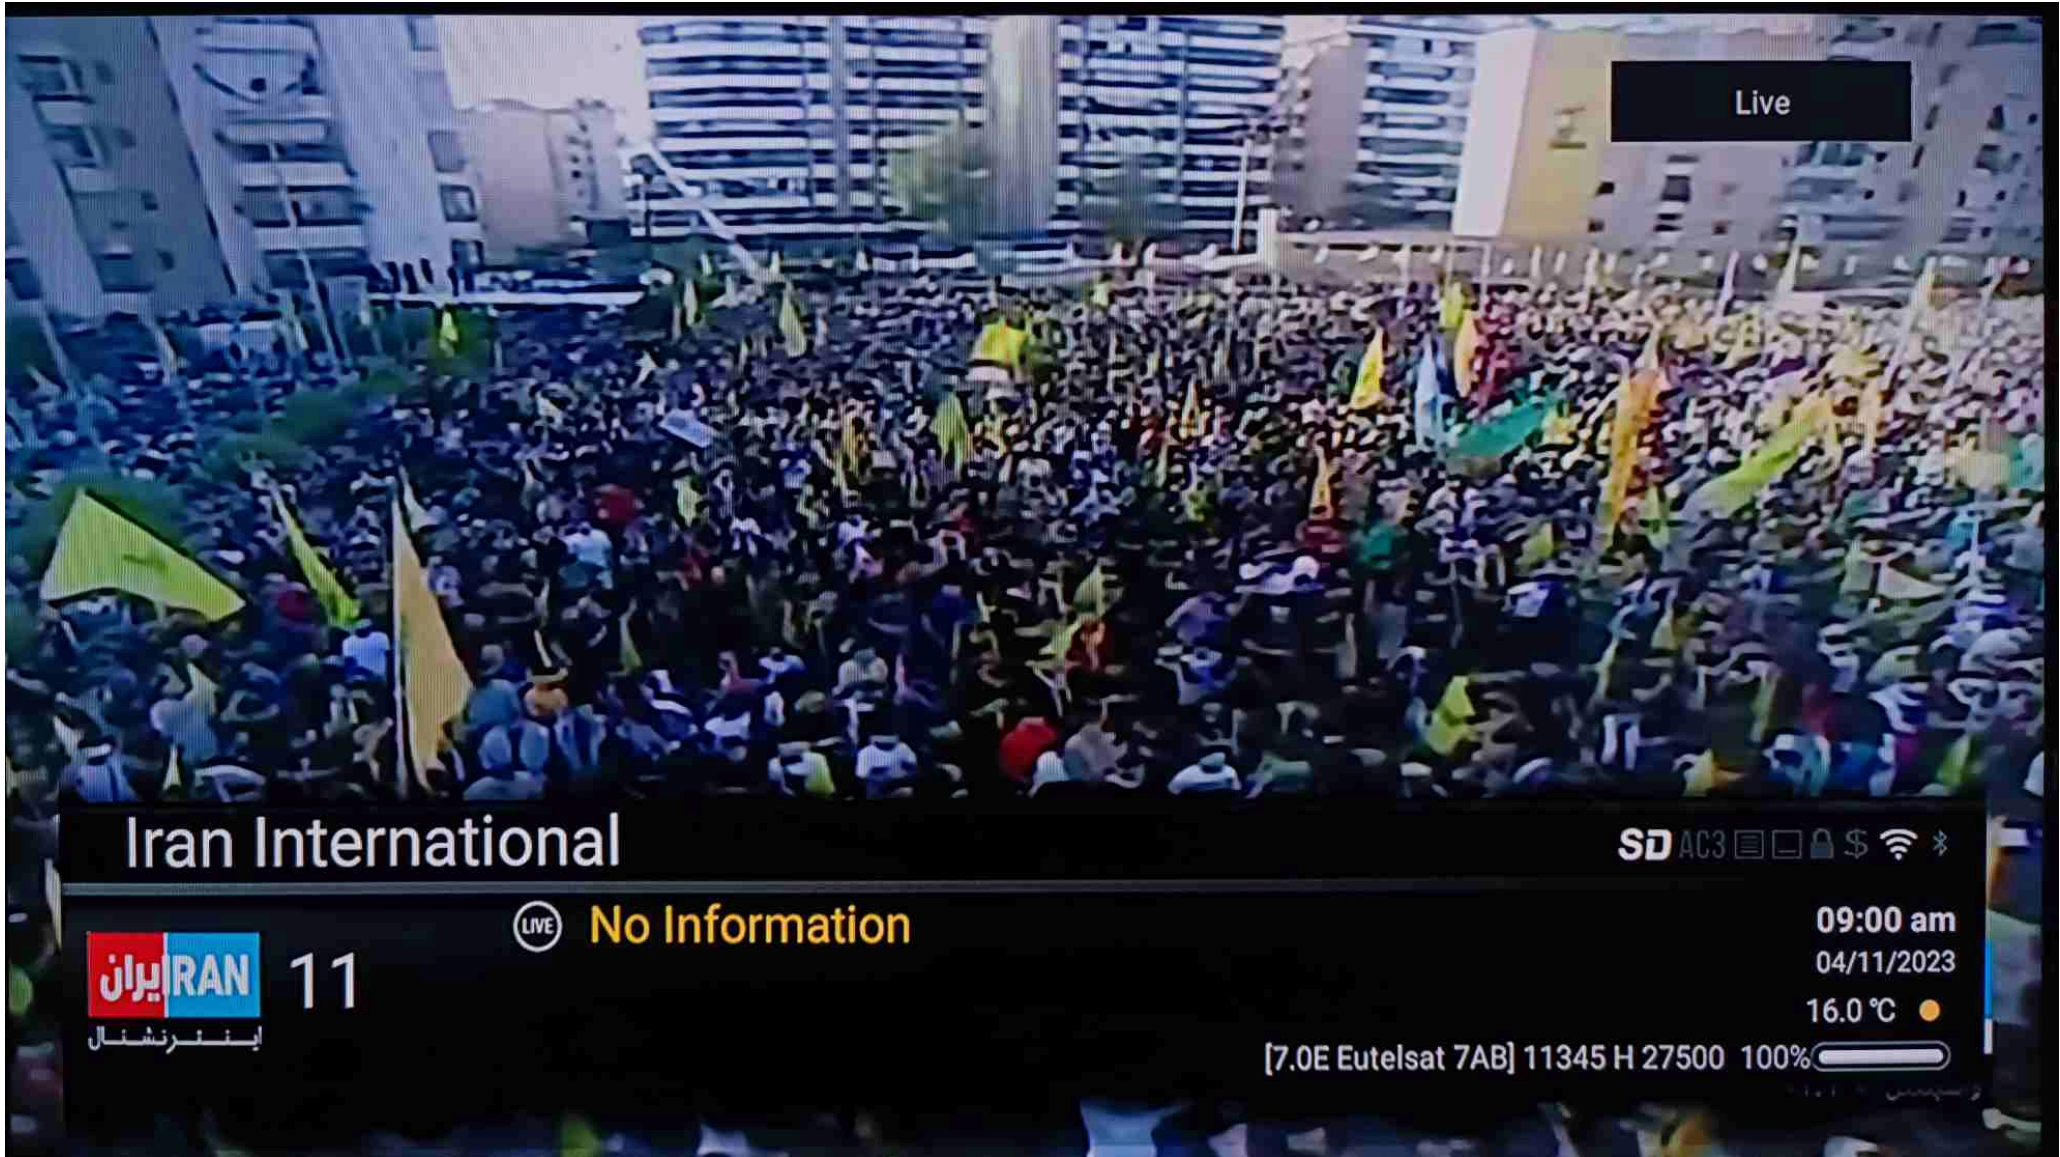 Live
Iran International
SD AC3 $
LIVE No Information
09:00 am
ایران IRAN 11
04/11/2023
اینترنشنال
16.0 °C
[7.0E Eutelsat 7AB] 11345 H 27500 100%